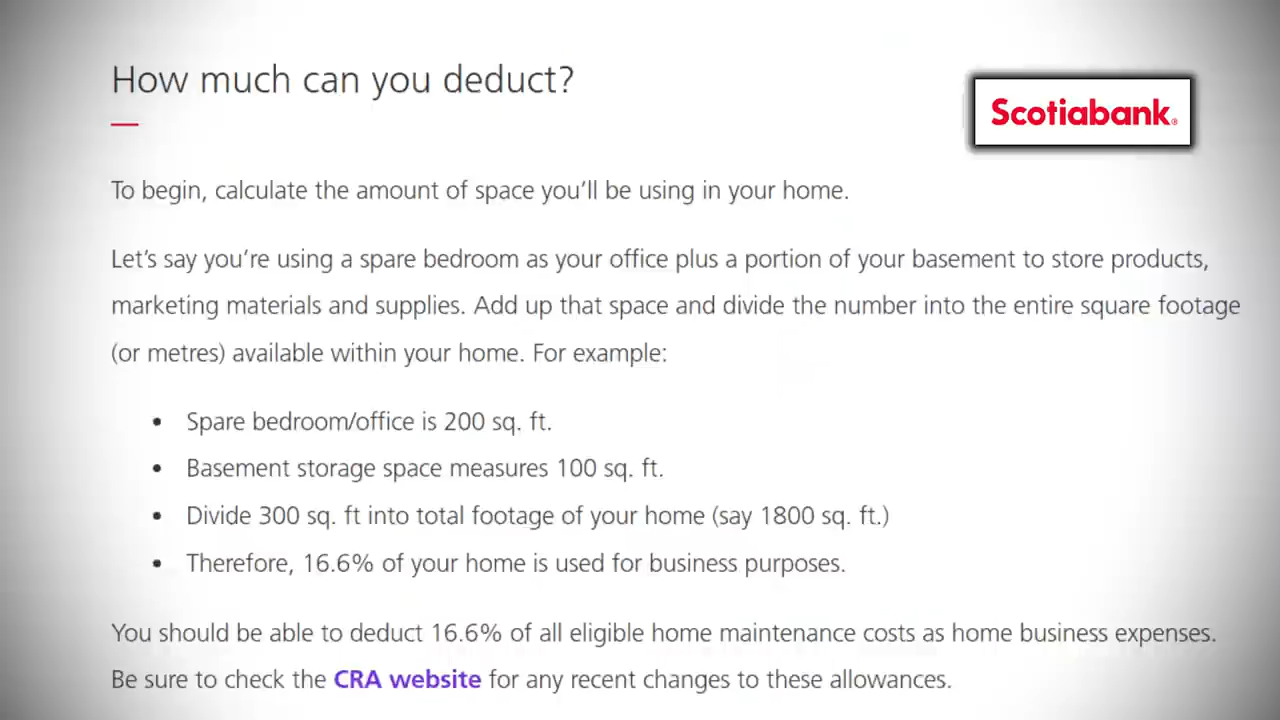 How much can you deduct?
Scotiabank®
To begin, calculate the amount of space you’ll be using in your home.
Let’s say you’re using a spare bedroom as your office plus a portion of your basement to store products,
marketing materials and supplies. Add up that space and divide the number into the entire square footage
(or metres) available within your home. For example:
• Spare bedroom/office is 200 sq. ft.
• Basement storage space measures 100 sq. ft.
• Divide 300 sq. ft into total footage of your home (say 1800 sq. ft.)
• Therefore, 16.6% of your home is used for business purposes.
You should be able to deduct 16.6% of all eligible home maintenance costs as home business expenses.
Be sure to check the CRA website for any recent changes to these allowances.